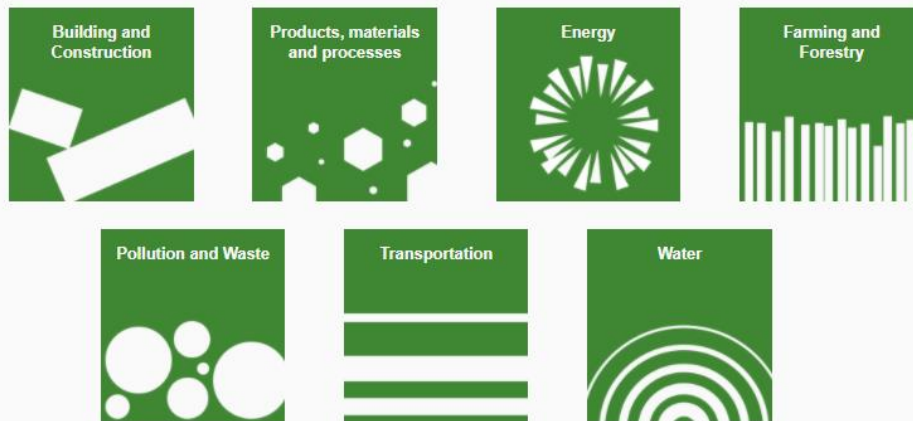 Building and
Construction
Products, materials
and processes
Energy
Farming and
Forestry
Pollution and Waste
Transportation
Water